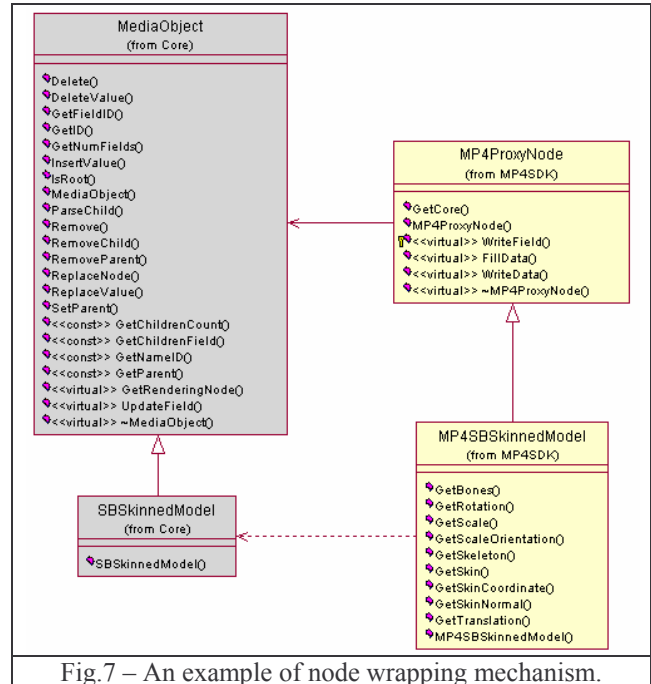 MediaObject
(from Core)
Delete()
DeleteValue()
GetFieldID()
GetID()
GetNumFields()
InsertValue()
IsRoot()
MediaObject()
ParseChild()
Remove()
RemoveChild()
RemoveParent()
ReplaceNode()
ReplaceValue()
SetParent()
<<const>> GetChildrenCount()
<<const>> GetChildrenField()
<<const>> GetNameID()
<<const>> GetParent()
<<virtual>> GetRenderingNode()
<<virtual>> UpdateField()
<<virtual>> ~MediaObject()
MP4ProxyNode
(from MP4SDK)
GetCore()
MP4ProxyNode()
<<virtual>> WriteField()
<<virtual>> FillData()
<<virtual>> WriteData()
<<virtual>> ~MP4ProxyNode()
SBSkinnedModel
(from Core)
SBSkinnedModel()
MP4SBSkinnedModel
(from MP4SDK)
GetBones()
GetRotation()
GetScale()
GetScaleOrientation()
GetSkeleton()
GetSkin()
GetSkinCoordinate()
GetSkinNormal()
GetTranslation()
MP4SBSkinnedModel()
Fig.7 – An example of node wrapping mechanism.